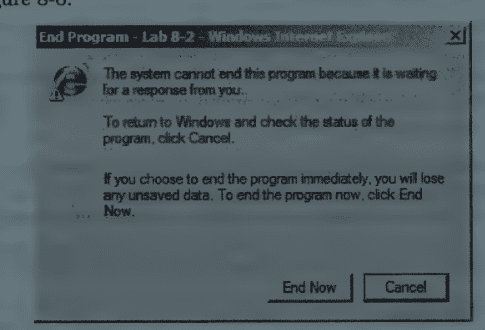 ure 8-6.
End Program - Lab 8-2 - Windows Internet Explorer
The system cannot end this program because it is waiting
for a response from you.
To return to Windows and check the status of the
program, click Cancel.
If you choose to end the program immediately, you will lose
any unsaved data. To end the program now, click End
Now.
End Now Cancel